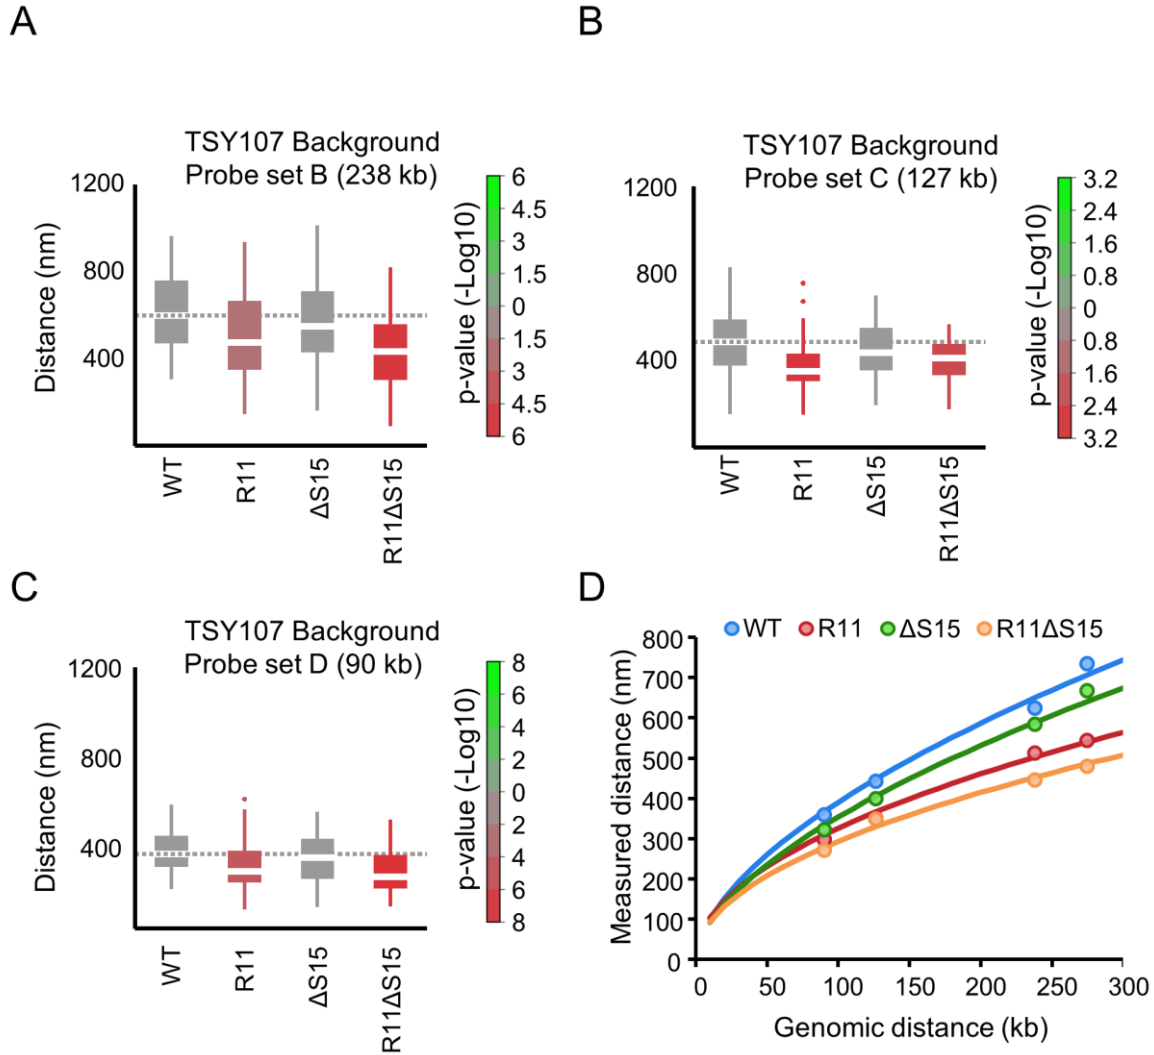 A
TSY107 Background
Probe set B (238 kb)
Distance (nm)
1200
800
400
WT
R11
ΔS15
R11ΔS15
p-value (-Log10)
6
4.5
3
1.5
0
1.5
3
4.5
6
B
TSY107 Background
Probe set C (127 kb)
1200
800
400
WT
R11
ΔS15
R11ΔS15
p-value (-Log10)
3.2
2.4
1.6
0.8
0
0.8
1.6
2.4
3.2
C
TSY107 Background
Probe set D (90 kb)
Distance (nm)
1200
800
400
WT
R11
ΔS15
R11ΔS15
p-value (-Log10)
8
6
4
2
0
2
4
6
8
D
WT R11 ΔS15 R11ΔS15
Measured distance (nm)
800
700
600
500
400
300
200
100
0
0 50 100 150 200 250 300
Genomic distance (kb)